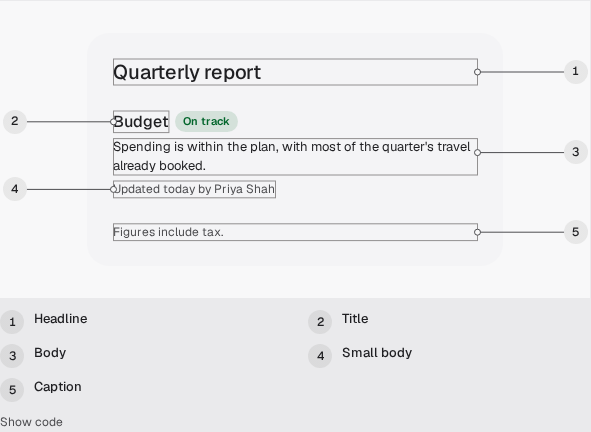 Quarterly report
1
2
Budget On track
Spending is within the plan, with most of the quarter's travel
already booked.
3
4
Updated today by Priya Shah
Figures include tax.
5
1 Headline
2 Title
3 Body
4 Small body
5 Caption
Show code